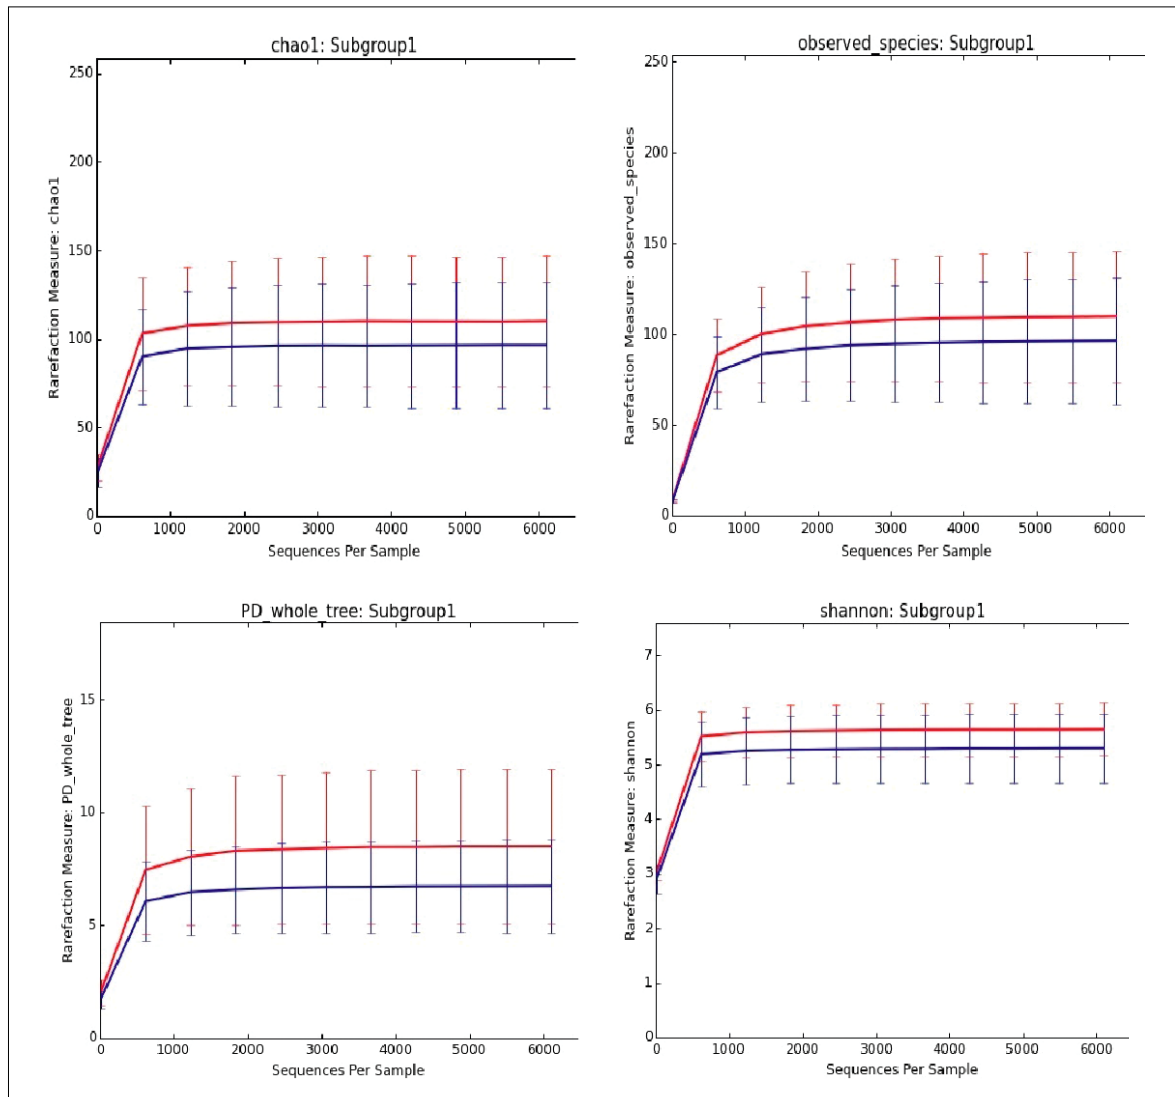 chao1: Subgroup1
250
200
150
100
50
0
Rarefaction Measure: chao1
0 1000 2000 3000 4000 5000 6000
Sequences Per Sample
observed_species: Subgroup1
250
200
150
100
50
0
Rarefaction Measure: observed_species
0 1000 2000 3000 4000 5000 6000
Sequences Per Sample
PD_whole_tree: Subgroup1
15
10
5
0
Rarefaction Measure: PD_whole_tree
0 1000 2000 3000 4000 5000 6000
Sequences Per Sample
shannon: Subgroup1
7
6
5
4
3
2
1
0
Rarefaction Measure: shannon
0 1000 2000 3000 4000 5000 6000
Sequences Per Sample